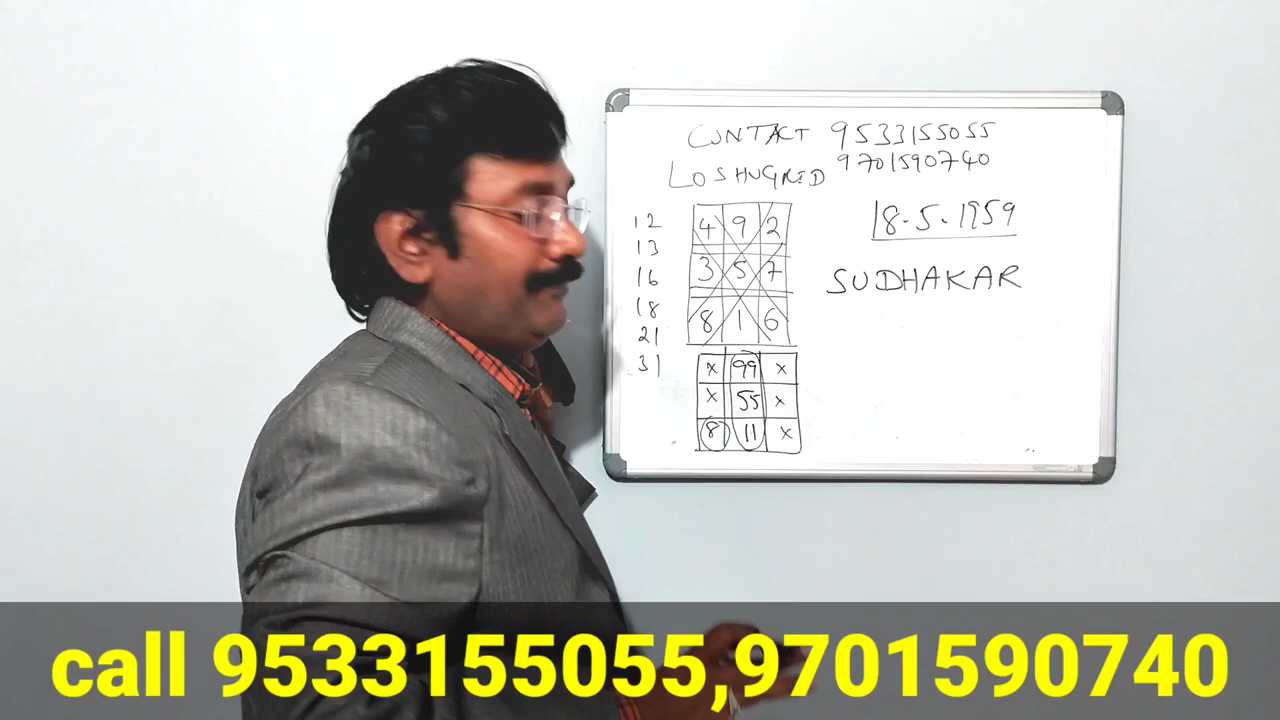 CONTACT 9533155055
LOSHUGRED 9701590740
18.5.1959
SUDHAKAR
12
13
16
18
21
31
4 9 2
3 5 7
8 1 6
x 99 x
x 55 x
8 11 x
call 9533155055,9701590740